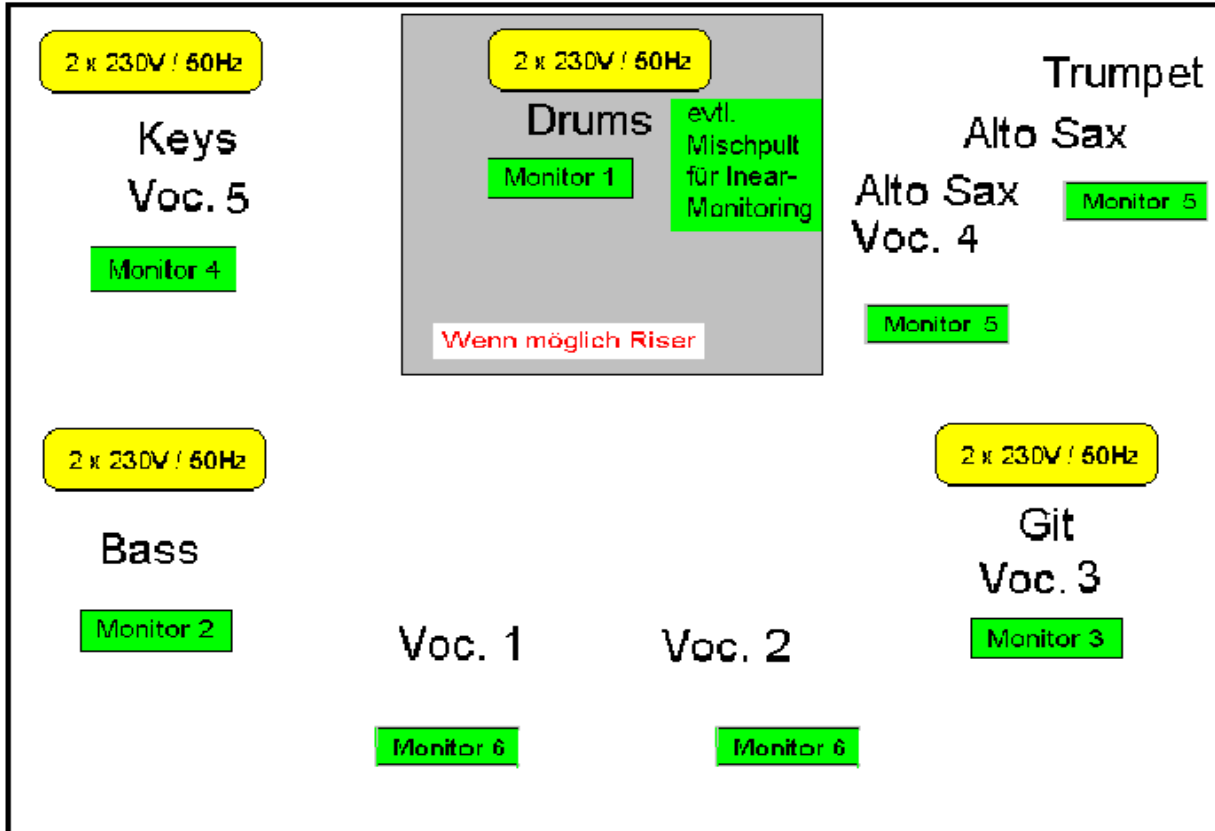 2 x 230V / 50Hz
Keys
Voc. 5
Monitor 4
2 x 230V / 50Hz
Drums
Monitor 1
evtl.
Mischpult
für Inear-
Monitoring
Wenn möglich Riser
Trumpet
Alto Sax
Alto Sax
Voc. 4
Monitor 5
Monitor 5
2 x 230V / 50Hz
Bass
Monitor 2
Voc. 1
Monitor 6
Voc. 2
Monitor 6
2 x 230V / 50Hz
Git
Voc. 3
Monitor 3